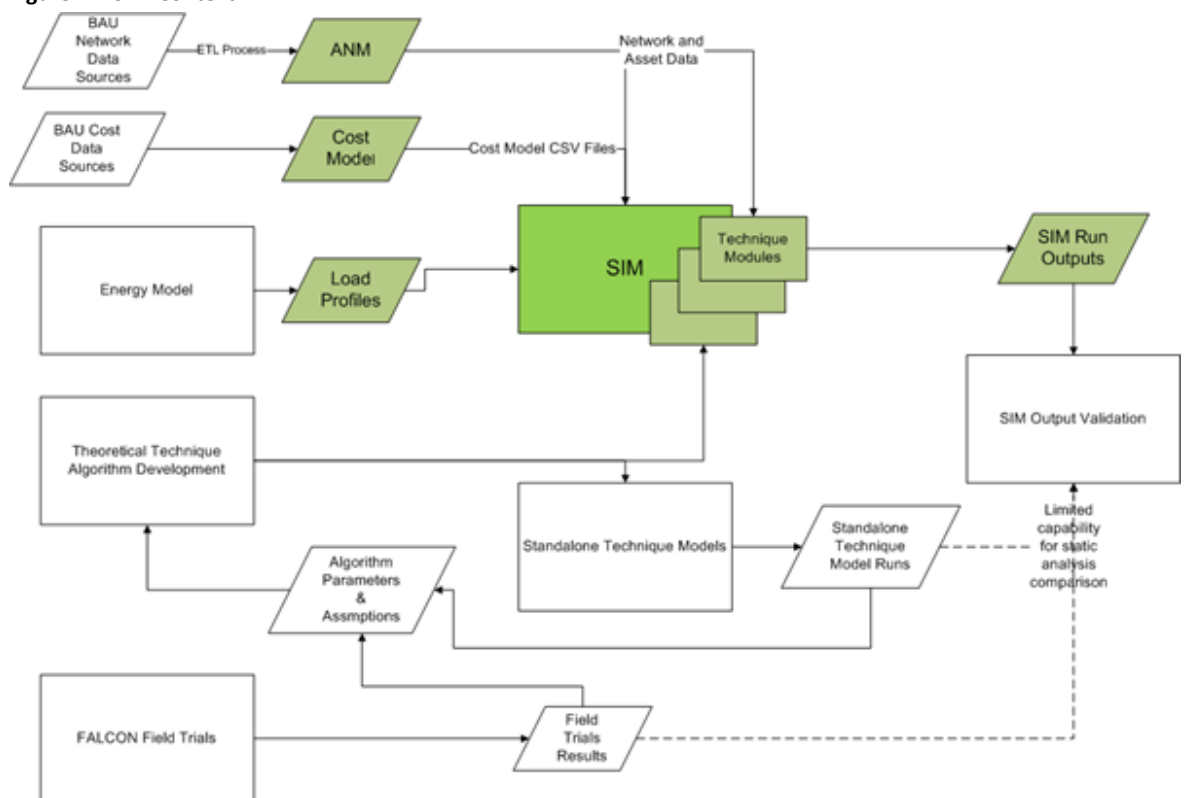 BAU
Network
Data
Sources
ETL Process
ANM
Network and
Asset Data
BAU Cost
Data
Sources
Cost
Model
Cost Model CSV Files
Energy Model
Load
Profiles
SIM
Technique
Modules
SIM Run
Outputs
SIM Output Validation
Theoretical Technique
Algorithm Development
Standalone Technique Models
Standalone
Technique
Model Runs
Limited
capability
for static
analysis
comparison
Algorithm
Parameters
&
Assmptions
FALCON Field Trials
Field
Trials
Results